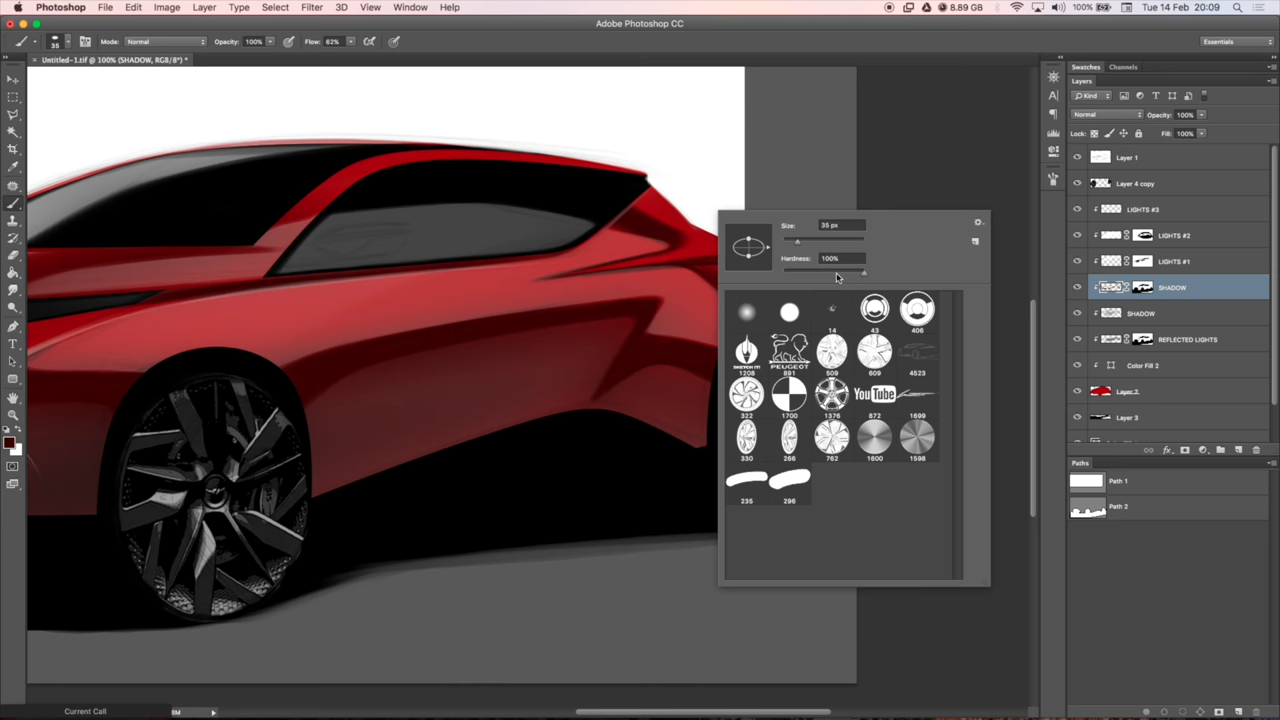 Photoshop File Edit Image Layer Type Select Filter 3D View Window Help 8.89 GB 100% Tue 14 Feb 20:09
Adobe Photoshop CC
35 Mode: Normal Opacity: 100% Flow: 62% Essentials
× Untitled-1.tif @ 100% (SHADOW, RGB/8*) *
Swatches Channels
Layers
Kind
Normal Opacity: 100%
Lock: Fill: 100%
Layer 1
Layer 4 copy
LIGHTS #3
LIGHTS #2
LIGHTS #1
SHADOW
SHADOW
REFLECTED LIGHTS
Color Fill 2
Layer 2
Layer 3
fx
Paths
Path 1
Path 2
Size: 35 px
Hardness: 100%
14 43 406
SKETCH IT! PEUGEOT
1208 891 509 609 4523
YouTube
322 1700 1376 872 1699
330 266 762 1600 1598
235 296
Current Call 8M